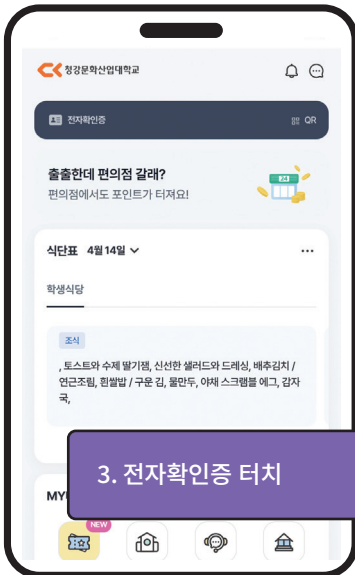 청강문화산업대학교
전자확인증 QR
출출한데 편의점 갈래?
편의점에서도 포인트가 터져요!
24
식단표 4월 14일
학생식당
조식
, 토스트와 수제 딸기잼, 신선한 샐러드와 드레싱, 배추김치 /
연근조림, 흰쌀밥 / 구운 김, 물만두, 야채 스크램블 에그, 감자
국,
3. 전자확인증 터치
NEW